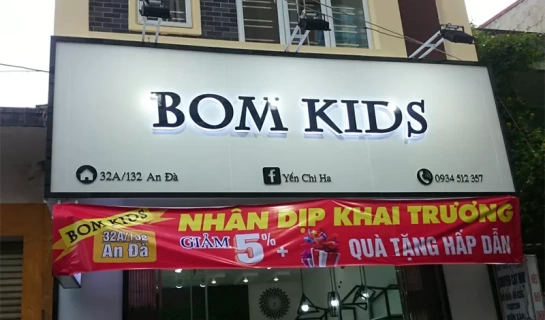 BOM KIDS
32A/132 An Đà
Yến Chi Ha
0934 512 357
BOM KIDS
32A/132
An Đà
NHÂN DỊP KHAI TRƯƠNG
GIẢM 5% + QUÀ TẶNG HẤP DẪN